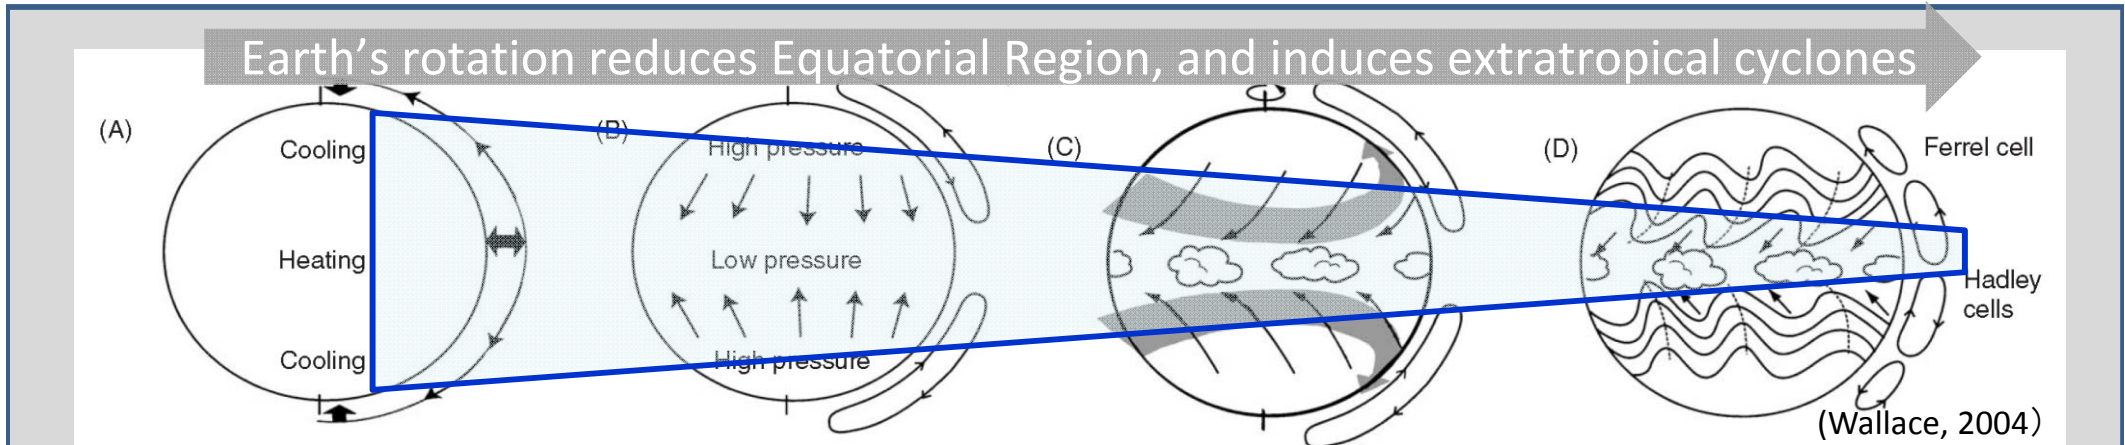 Earth's rotation reduces Equatorial Region, and induces extratropical cyclones
(A)
Cooling
Heating
Cooling
(B)
High pressure
Low pressure
High pressure
(C)
(D)
Ferrel cell
Hadley
cells
(Wallace, 2004）